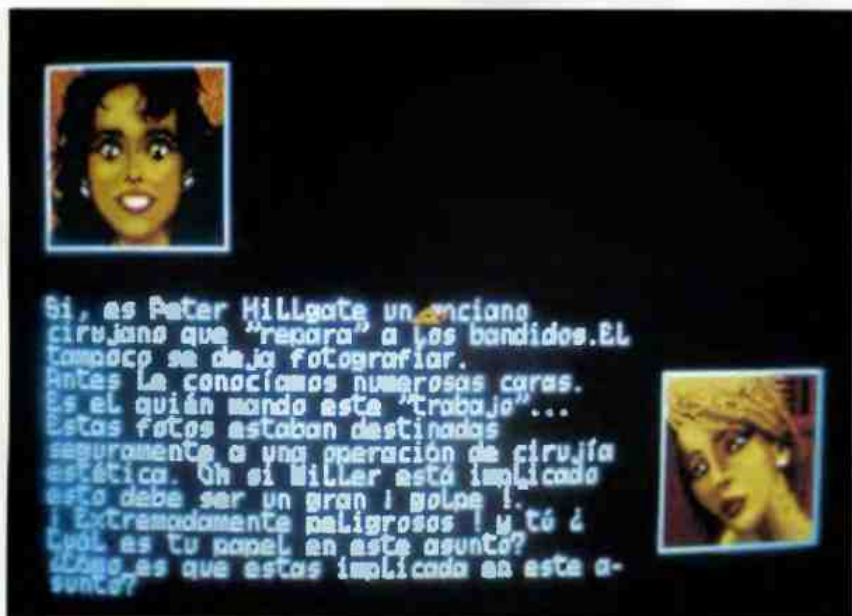 Si, es Peter Hillgate un anciano
cirujano que "repara" a los bandidos.El
tampoco se deja fotografiar.
Antes le conocíamos numerosas caras.
Es el quién mando este "trabajo"...
Estas fotos estaban destinadas
seguramente a una operación de cirujía
estética. Oh si Miller está implicado
esto debe ser un gran ¡ golpe !.
¡ Extremadamente peligrosos ! y tú ¿
Cuál es tu papel en este asunto?
¿Cómo es que estas implicada en este a-
sunto?